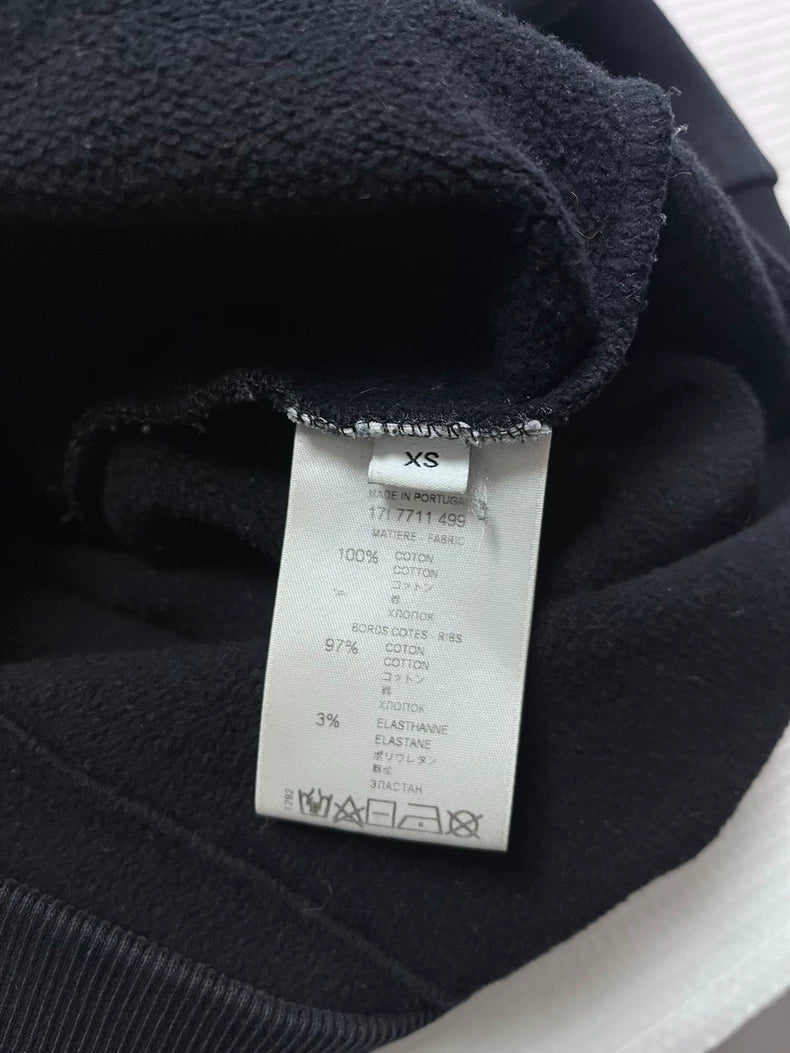 XS
MADE IN PORTUGAL
17I 7711 499
MATIERE - FABRIC
100% COTON
COTTON
コットン
棉
ХЛОПОК
BORDS COTES - RIBS
97% COTON
COTTON
コットン
棉
ХЛОПОК
3% ELASTHANNE
ELASTANE
ポリウレタン
ЭЛАСТАН
1292